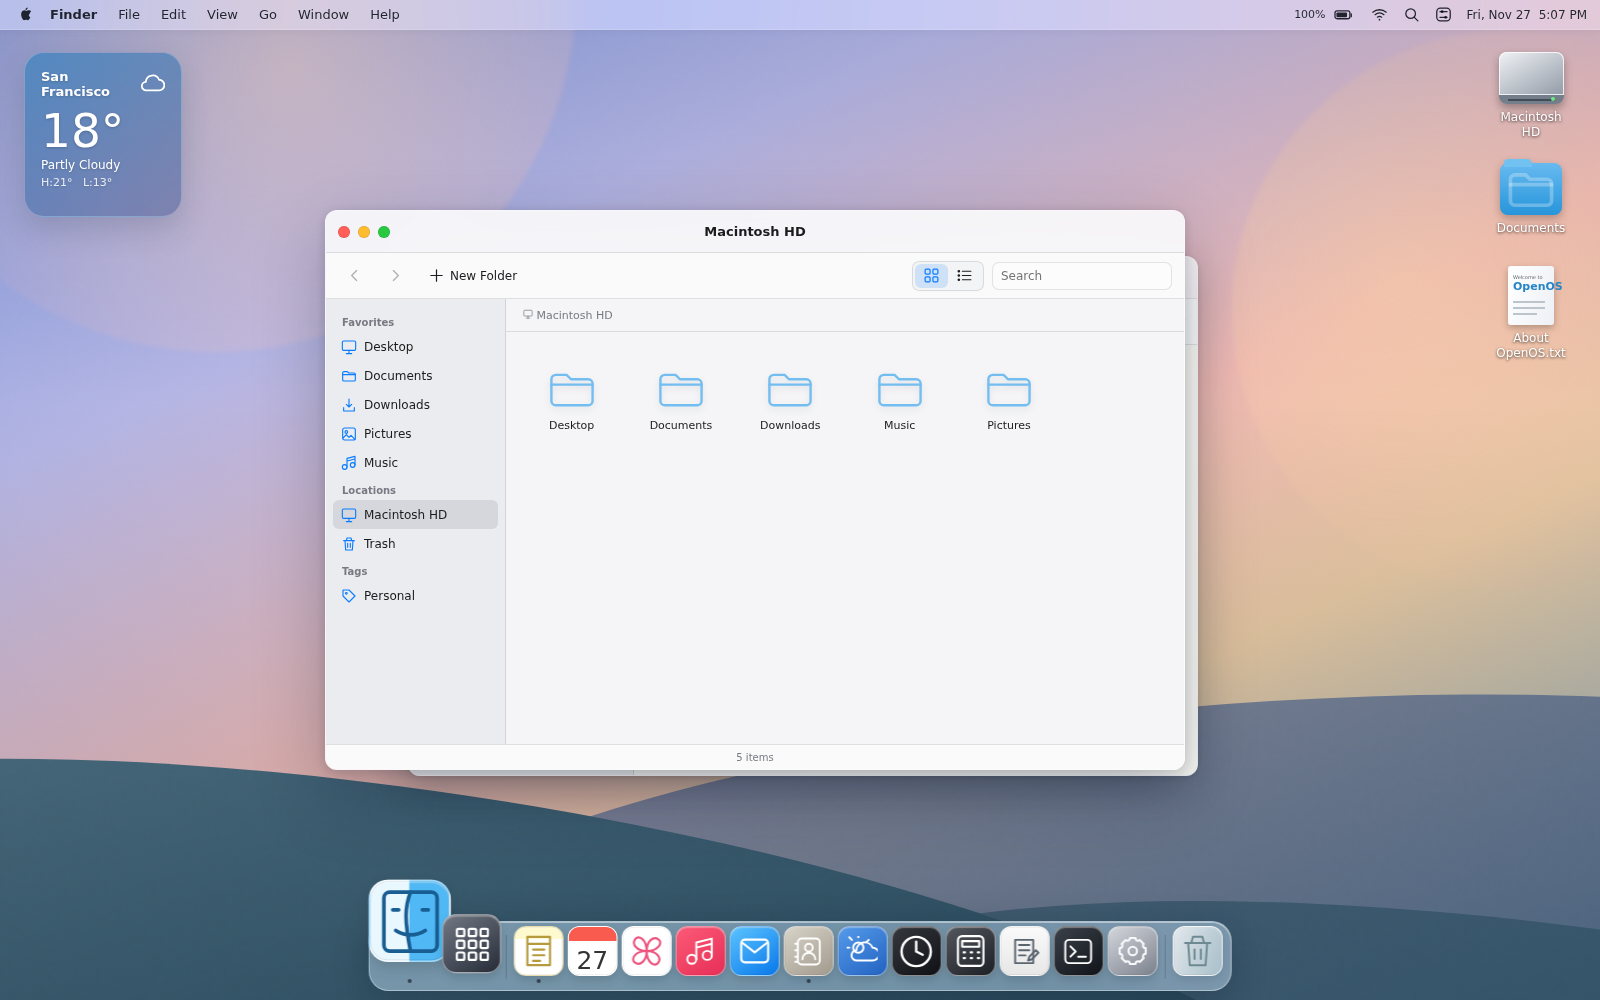 Finder File Edit View Go Window Help
100% Fri, Nov 27 5:07 PM
San
Francisco
18°
Partly Cloudy
H:21° L:13°
Macintosh
HD
Documents
Welcome to
OpenOS
About
OpenOS.txt
Macintosh HD
New Folder
Search
Favorites
Desktop
Documents
Downloads
Pictures
Music
Locations
Macintosh HD
Trash
Tags
Personal
Macintosh HD
Desktop
Documents
Downloads
Music
Pictures
5 items
27